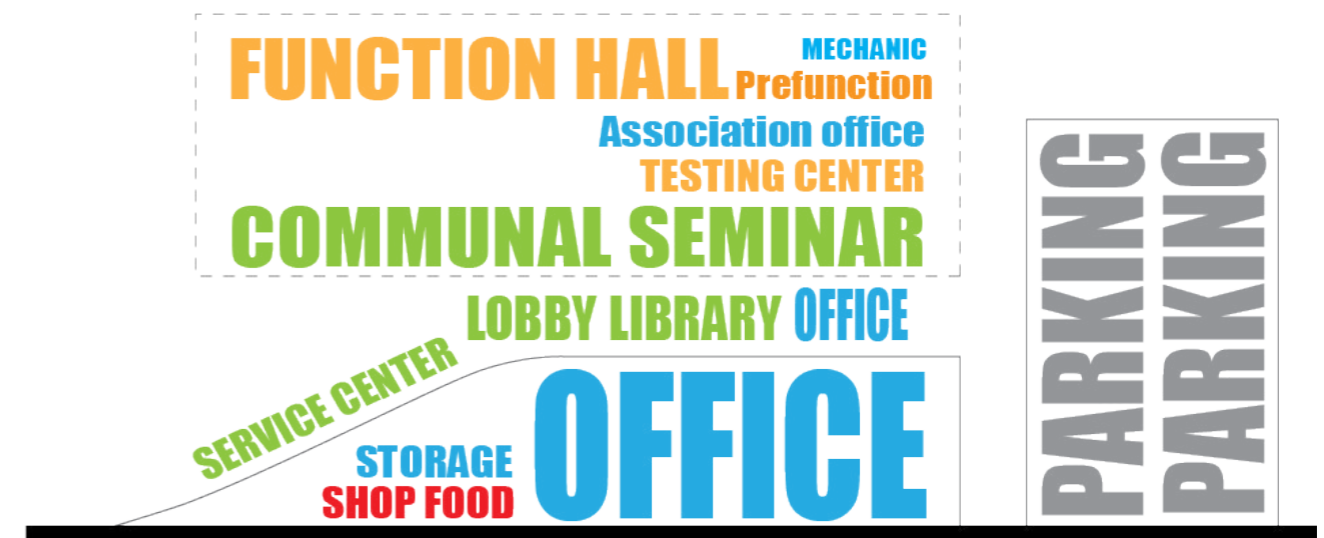 FUNCTION HALL
MECHANIC
Prefunction
Association office
TESTING CENTER
COMMUNAL SEMINAR
LOBBY LIBRARY OFFICE
SERVICE CENTER
STORAGE
SHOP FOOD
OFFICE
PARKING
PARKING